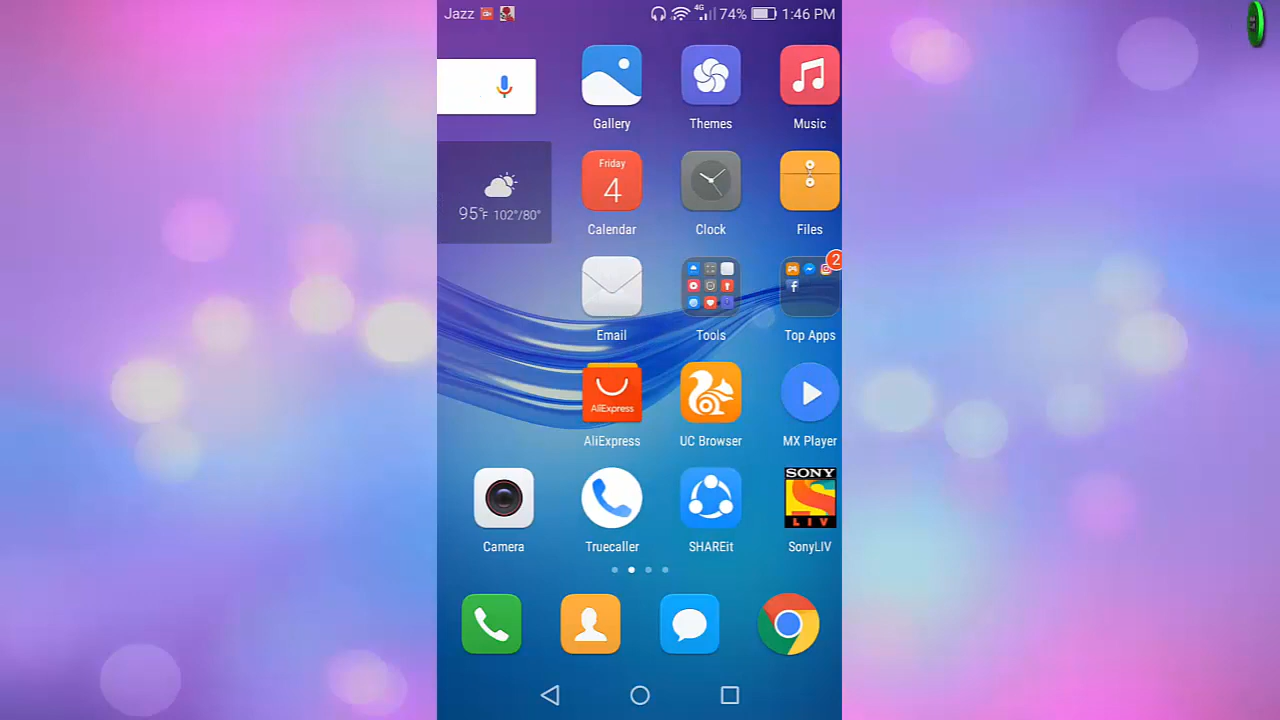 Jazz 4G 74% 1:46 PM
Gallery Themes Music
Friday
4
95°F 102°/80°
Calendar Clock Files
2
Email Tools Top Apps
AliExpress
AliExpress UC Browser MX Player
SONY
LIV
Camera Truecaller SHAREit SonyLIV